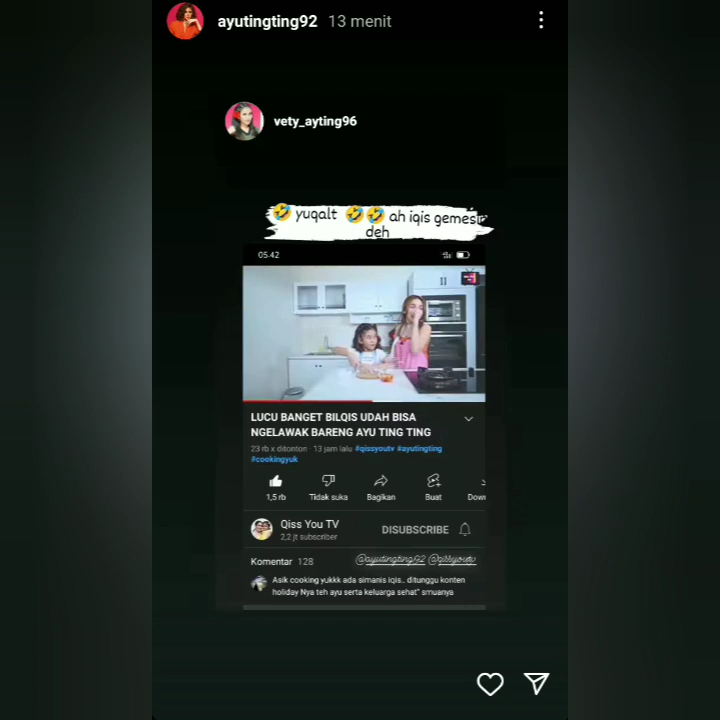 ayutingting92 13 menit
vety_ayting96
🤣 yuqalt 🤣🤣 ah iqis gemesin
deh
05.42
LUCU BANGET BILQIS UDAH BISA
NGELAWAK BARENG AYU TING TING
23 rb x ditonton · 13 jam lalu #qissyoutv #ayutingting
#cookingyuk
1,5 rb Tidak suka Bagikan Buat Down
Qiss You TV
2,2 jt subscriber
DISUBSCRIBE
Komentar 128
@ayutingting92 @qissyoutv
Asik cooking yukkk ada simanis iqis.. ditunggu konten
holiday Nya teh ayu serta keluarga sehat" smuanya